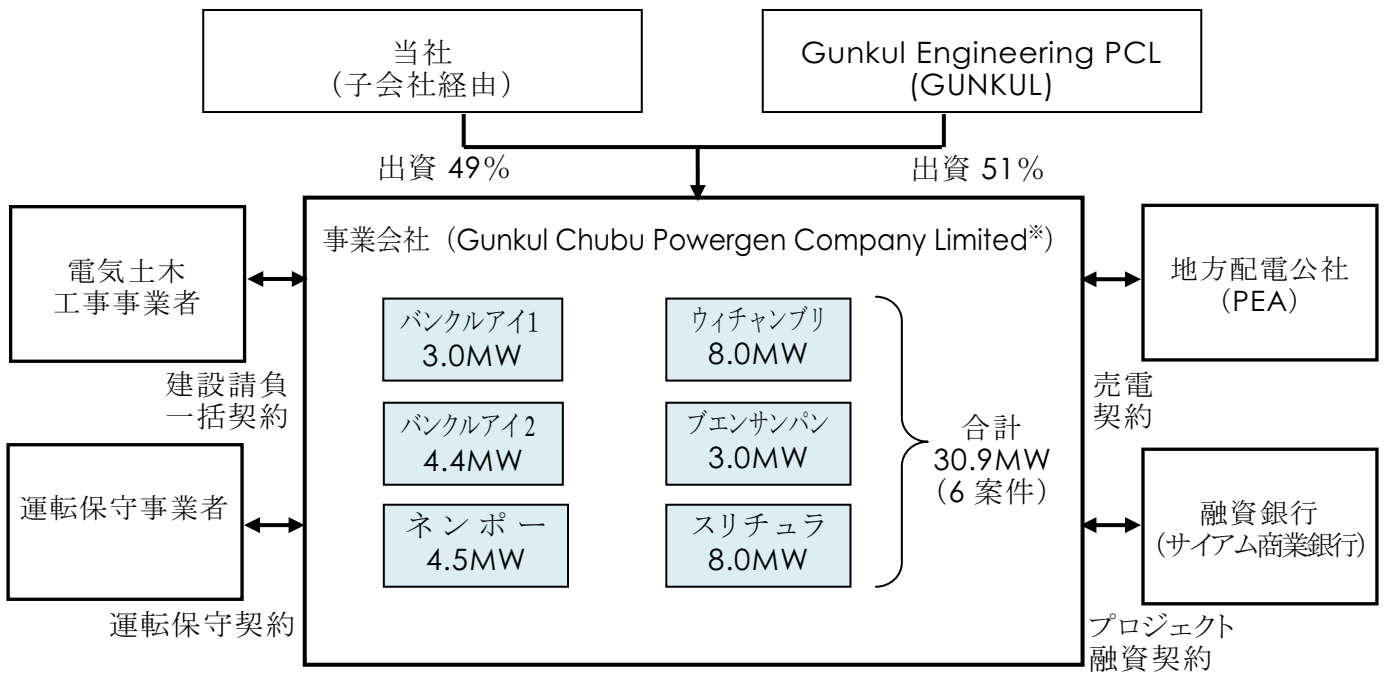 当社
（子会社経由）
Gunkul Engineering PCL
(GUNKUL)
出資 49％
出資 51％
電気土木
工事事業者
建設請負
一括契約
運転保守事業者
運転保守契約
事業会社（Gunkul Chubu Powergen Company Limited※）
バンクルアイ1
3.0MW
ウィチャンブリ
8.0MW
バンクルアイ2
4.4MW
ブエンサンパン
3.0MW
ネンポー
4.5MW
スリチュラ
8.0MW
合計
30.9MW
（6 案件）
地方配電公社
（PEA）
売電
契約
融資銀行
（サイアム商業銀行）
プロジェクト
融資契約